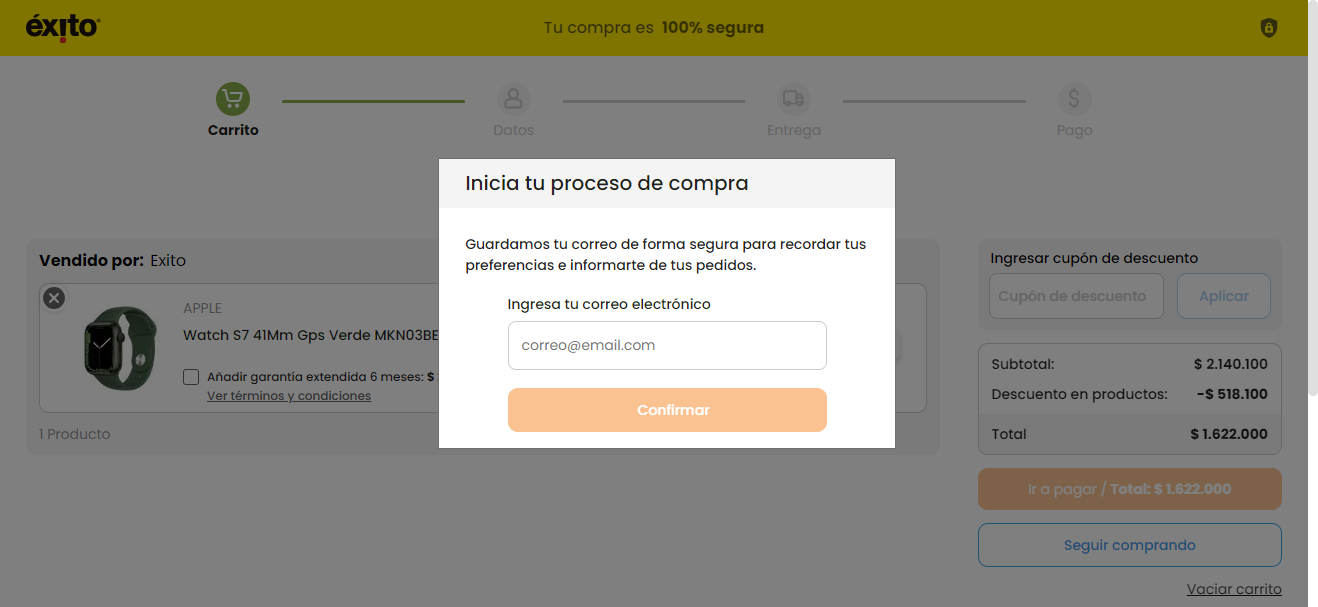 éxito
Tu compra es 100% segura
Carrito
Datos
Entrega
Pago
Inicia tu proceso de compra
Guardamos tu correo de forma segura para recordar tus
preferencias e informarte de tus pedidos.
Ingresa tu correo electrónico
correo@email.com
Confirmar
Vendido por: Exito
APPLE
Watch S7 41Mm Gps Verde MKN03BE
Añadir garantía extendida 6 meses: $
Ver términos y condiciones
1 Producto
Ingresar cupón de descuento
Cupón de descuento
Aplicar
Subtotal: $ 2.140.100
Descuento en productos: -$ 518.100
Total $ 1.622.000
Ir a pagar / Total: $ 1.622.000
Seguir comprando
Vaciar carrito